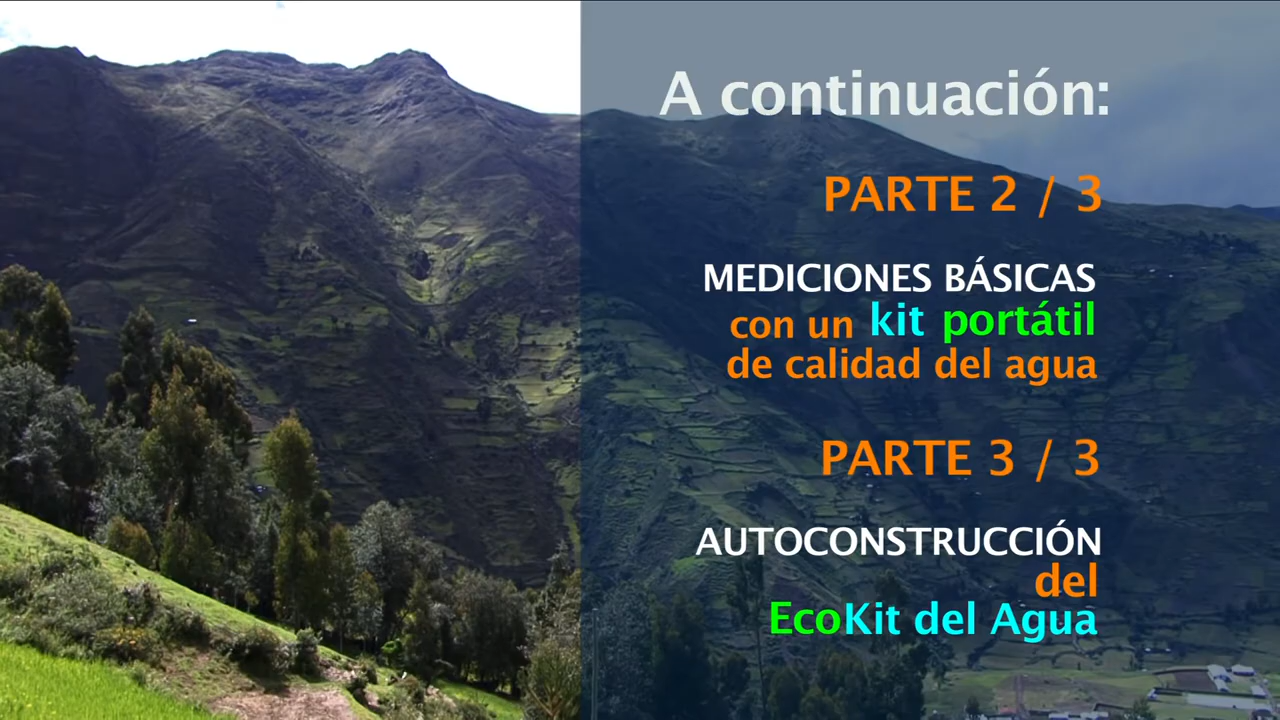 A continuación:
PARTE 2 / 3
MEDICIONES BÁSICAS
con un kit portátil
de calidad del agua
PARTE 3 / 3
AUTOCONSTRUCCIÓN
del
EcoKit del Agua